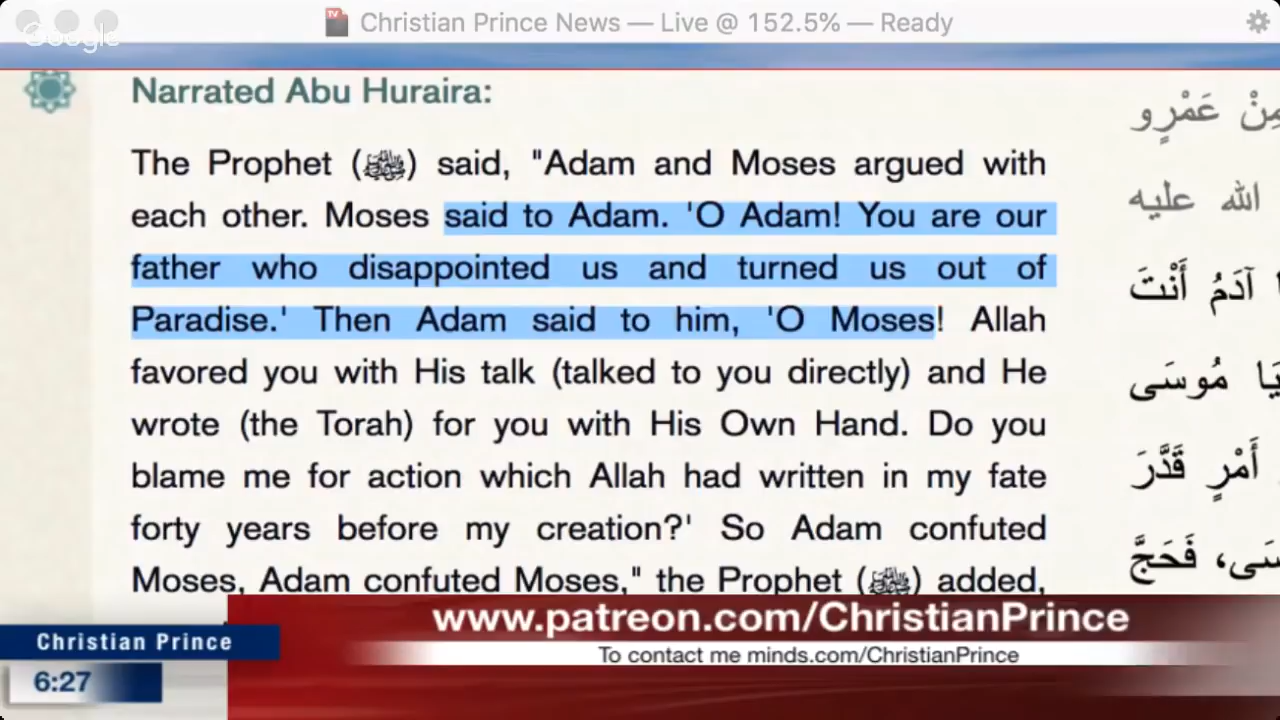 Christian Prince News — Live @ 152.5% — Ready
Google
Narrated Abu Huraira:
The Prophet (ﷺ) said, "Adam and Moses argued with
each other. Moses said to Adam. 'O Adam! You are our
father who disappointed us and turned us out of
Paradise.' Then Adam said to him, 'O Moses! Allah
favored you with His talk (talked to you directly) and He
wrote (the Torah) for you with His Own Hand. Do you
blame me for action which Allah had written in my fate
forty years before my creation?' So Adam confuted
Moses, Adam confuted Moses," the Prophet (ﷺ) added,
مِنْ عَمْرٍو
الله عليه
آدَمُ أَنْتَ
يَا مُوسَى
أَمْرٍ قَدَّرَ
فَحَجَّ
www.patreon.com/ChristianPrince
To contact me minds.com/ChristianPrince
Christian Prince
6:27